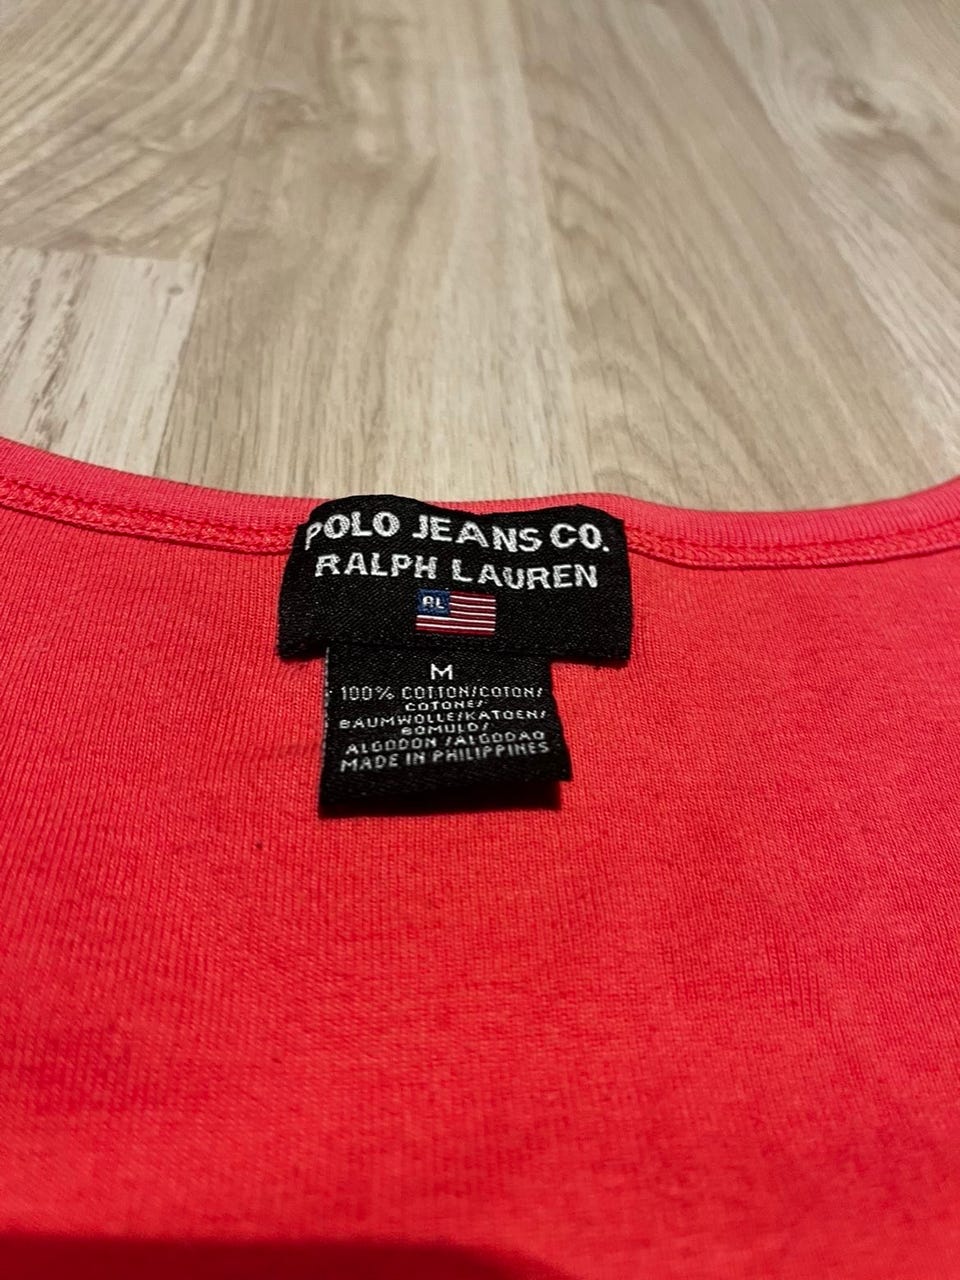 POLO JEANS CO.
RALPH LAUREN
RL
M
100% COTTON/COTON/
COTONE/
BAUMWOLLE/KATOEN/
BOMULD/
ALGODON /ALGODAO
MADE IN PHILIPPINES